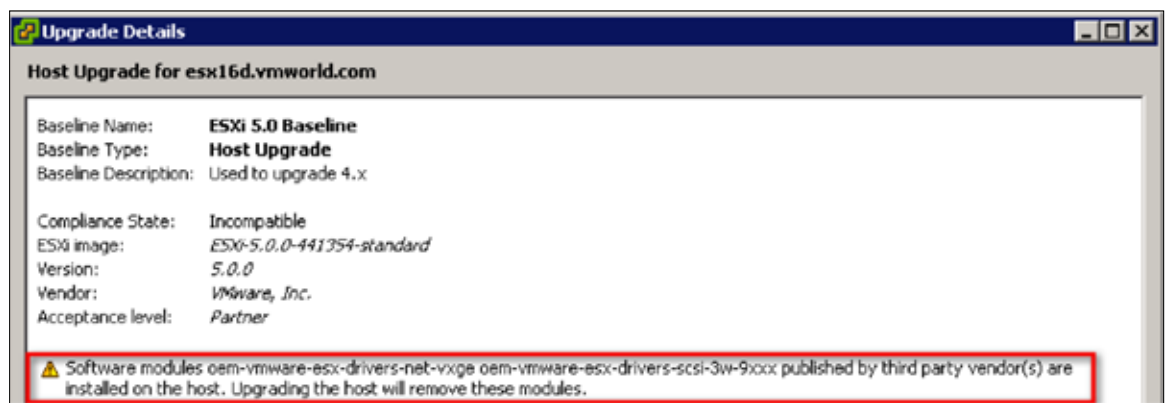 Upgrade Details
Host Upgrade for esx16d.vmworld.com
Baseline Name: ESXi 5.0 Baseline
Baseline Type: Host Upgrade
Baseline Description: Used to upgrade 4.x
Compliance State: Incompatible
ESXi image: ESXi-5.0.0-441354-standard
Version: 5.0.0
Vendor: VMware, Inc.
Acceptance level: Partner
Software modules oem-vmware-esx-drivers-net-vxge oem-vmware-esx-drivers-scsi-3w-9xxx published by third party vendor(s) are
installed on the host. Upgrading the host will remove these modules.